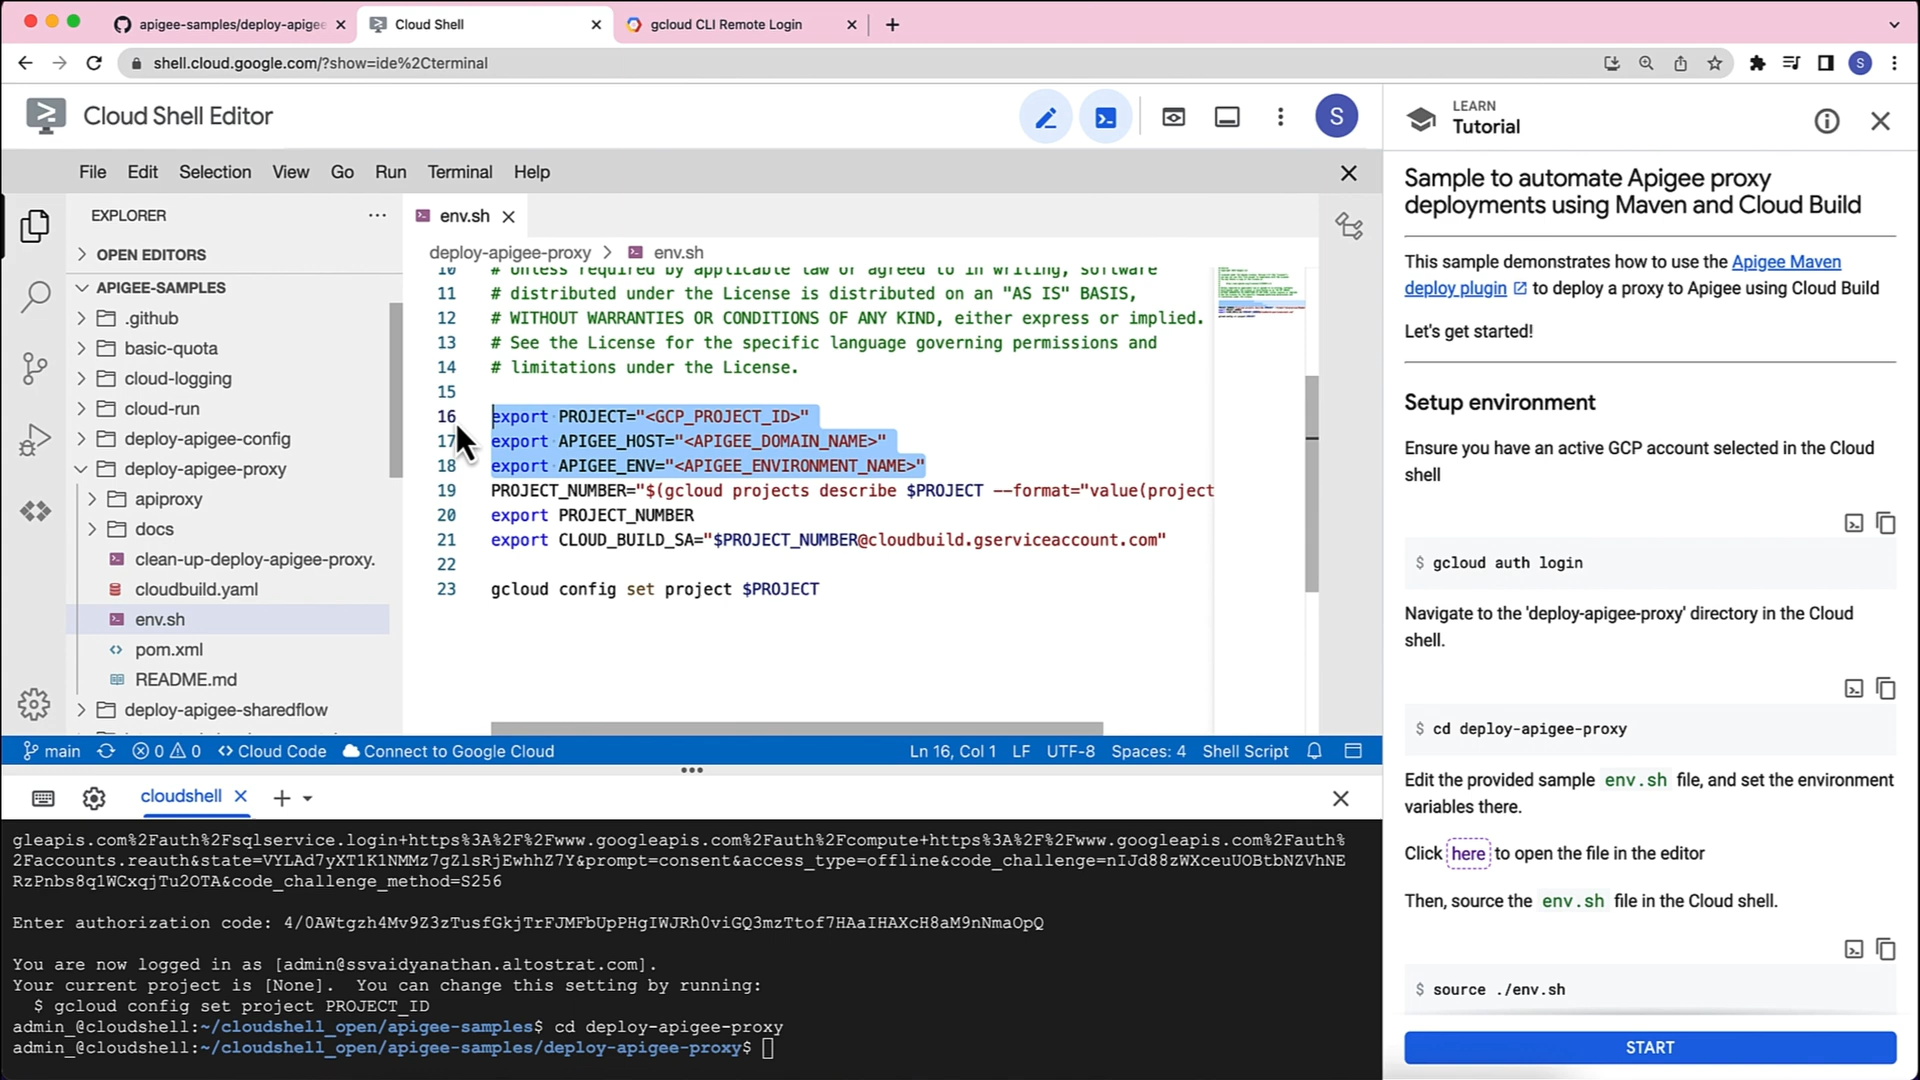 apigee-samples/deploy-apigee
Cloud Shell
gcloud CLI Remote Login
shell.cloud.google.com/?show=ide%2Cterminal
S
Cloud Shell Editor
S
LEARN
Tutorial
File Edit Selection View Go Run Terminal Help
EXPLORER
OPEN EDITORS
APIGEE-SAMPLES
.github
basic-quota
cloud-logging
cloud-run
deploy-apigee-config
deploy-apigee-proxy
apiproxy
docs
clean-up-deploy-apigee-proxy.
cloudbuild.yaml
env.sh
pom.xml
README.md
deploy-apigee-sharedflow
env.sh
deploy-apigee-proxy > env.sh
10 # Unless required by applicable law or agreed to in writing, software
11 # distributed under the License is distributed on an "AS IS" BASIS,
12 # WITHOUT WARRANTIES OR CONDITIONS OF ANY KIND, either express or implied.
13 # See the License for the specific language governing permissions and
14 # limitations under the License.
15
16 export PROJECT="<GCP_PROJECT_ID>"
17 export APIGEE_HOST="<APIGEE_DOMAIN_NAME>"
18 export APIGEE_ENV="<APIGEE_ENVIRONMENT_NAME>"
19 PROJECT_NUMBER="$(gcloud projects describe $PROJECT --format="value(project
20 export PROJECT_NUMBER
21 export CLOUD_BUILD_SA="$PROJECT_NUMBER@cloudbuild.gserviceaccount.com"
22
23 gcloud config set project $PROJECT
main 0 0 Cloud Code Connect to Google Cloud Ln 16, Col 1 LF UTF-8 Spaces: 4 Shell Script
cloudshell
gleapis.com%2Fauth%2Fsqlservice.login+https%3A%2F%2Fwww.googleapis.com%2Fauth%2Fcompute+https%3A%2F%2Fwww.googleapis.com%2Fauth%
2Faccounts.reauth&state=VYLAd7yXT1K1NMMz7gZlsRjEwhhZ7Y&prompt=consent&access_type=offline&code_challenge=nIJd88zWXceuUOBtbNZVhNE
RzPnbs8q1WCxqjTu2OTA&code_challenge_method=S256
Enter authorization code: 4/0AWtgzh4Mv9Z3zTusfGkjTrFJMFbUpPHgIWJRh0viGQ3mzTtof7HAaIHAXcH8aM9nNmaOpQ
You are now logged in as [admin@ssvaidyanathan.altostrat.com].
Your current project is [None].  You can change this setting by running:
$ gcloud config set project PROJECT_ID
admin_@cloudshell:~/cloudshell_open/apigee-samples$ cd deploy-apigee-proxy
admin_@cloudshell:~/cloudshell_open/apigee-samples/deploy-apigee-proxy$
Sample to automate Apigee proxy
deployments using Maven and Cloud Build
This sample demonstrates how to use the Apigee Maven
deploy plugin to deploy a proxy to Apigee using Cloud Build
Let's get started!
Setup environment
Ensure you have an active GCP account selected in the Cloud
shell
$ gcloud auth login
Navigate to the 'deploy-apigee-proxy' directory in the Cloud
shell.
$ cd deploy-apigee-proxy
Edit the provided sample env.sh file, and set the environment
variables there.
Click here to open the file in the editor
Then, source the env.sh file in the Cloud shell.
$ source ./env.sh
START